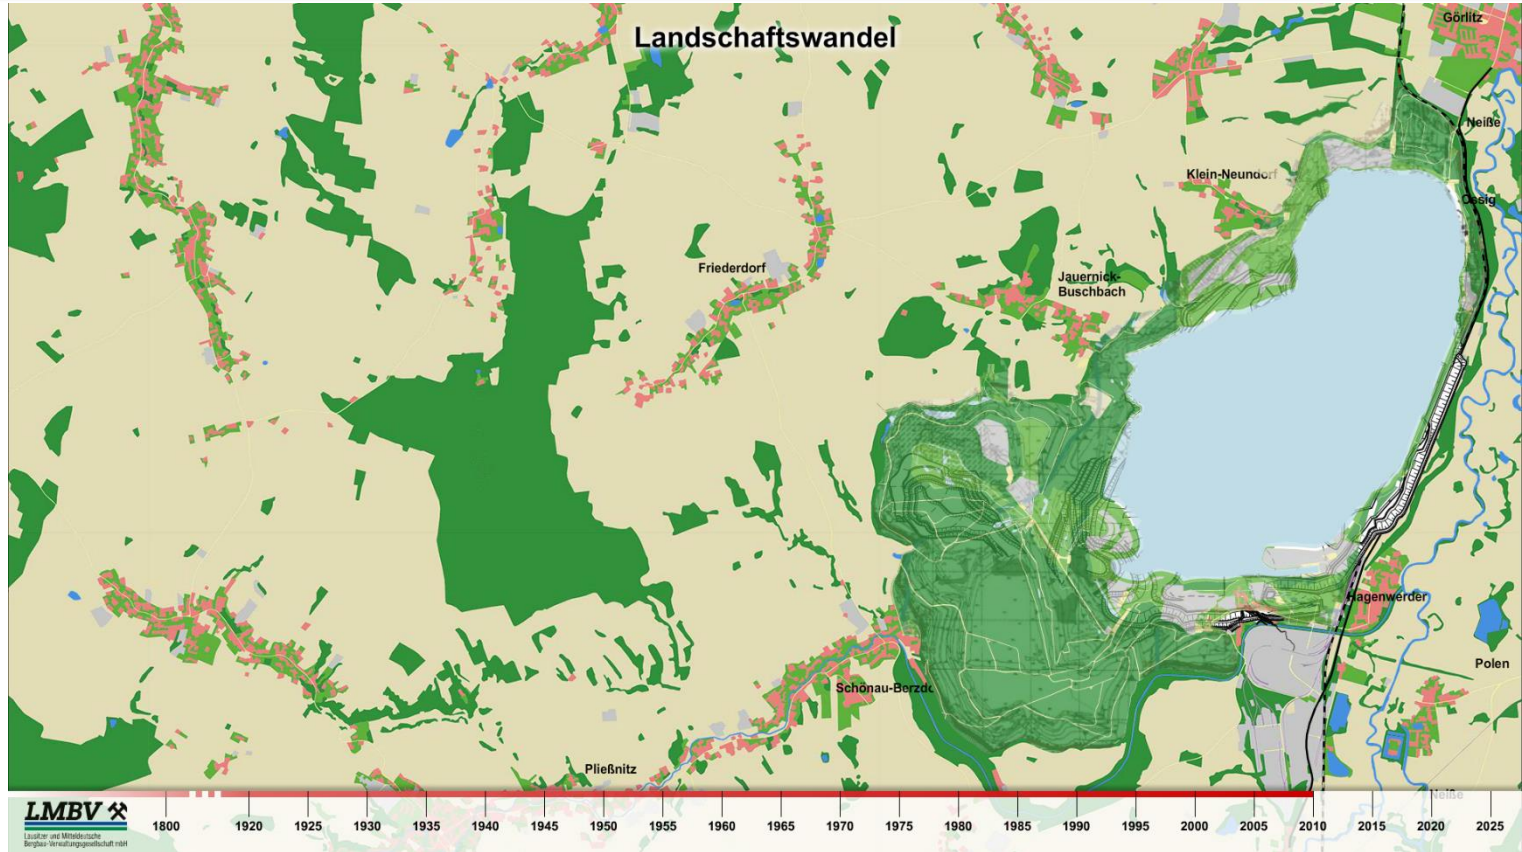 Landschaftswandel
Görlitz
Neiße
Klein-Neundorf
Ossig
Friederdorf
Jauernick-
Buschbach
Hagenwerder
Polen
Schönau-Berzdo
Pließnitz
Neiße
LMBV
Lausitzer und Mitteldeutsche
Bergbau-Verwaltungsgesellschaft mbH
1800 1920 1925 1930 1935 1940 1945 1950 1955 1960 1965 1970 1975 1980 1985 1990 1995 2000 2005 2010 2015 2020 2025